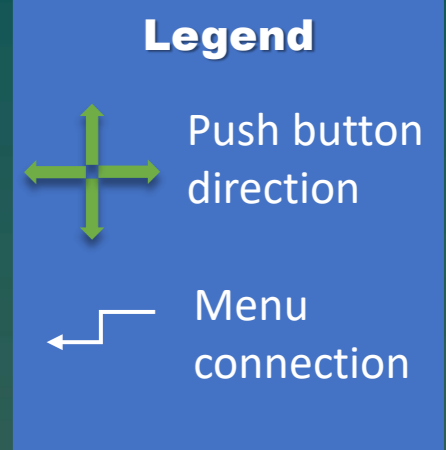 Legend
Push button
direction
Menu
connection